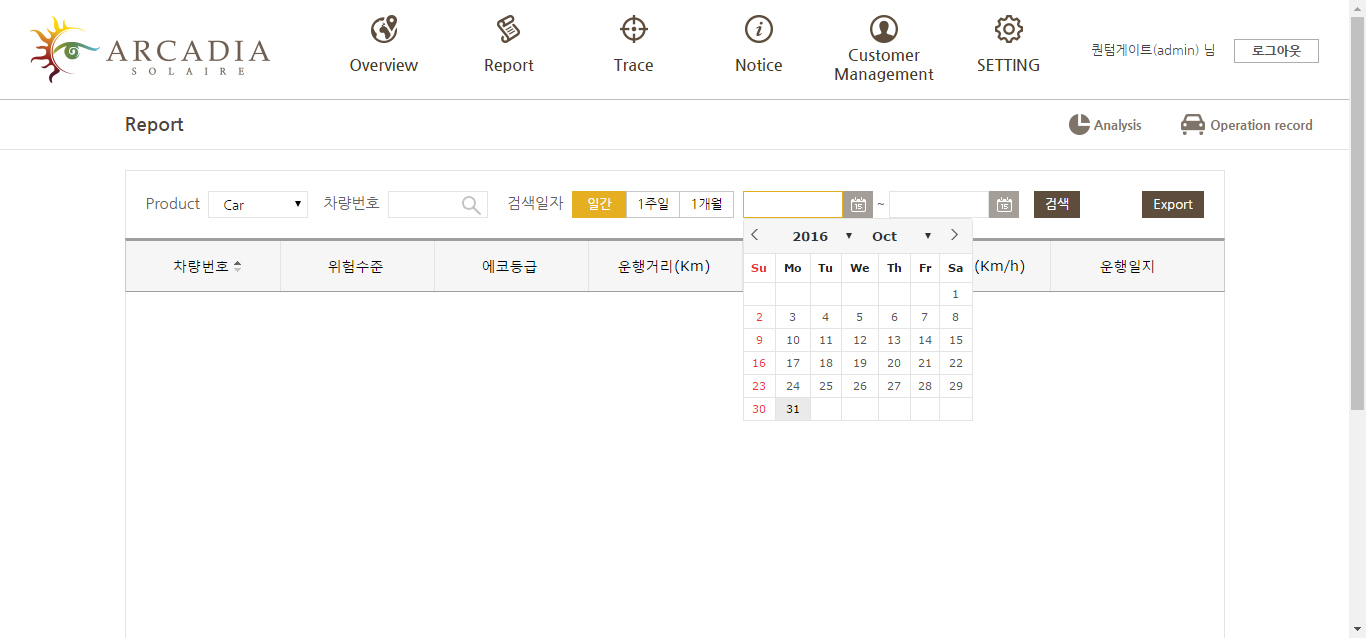 ARCADIA
SOLAIRE
Overview
Report
Trace
Notice
Customer
Management
SETTING
퀀텀게이트(admin) 님
로그아웃
Report
Analysis
Operation record
Product
Car
차량번호
검색일자
일간
1주일
1개월
15
~
15
검색
Export
2016
Oct
차량번호
위험수준
에코등급
운행거리(Km)
(Km/h)
운행일지
Su Mo Tu We Th Fr Sa
1
2 3 4 5 6 7 8
9 10 11 12 13 14 15
16 17 18 19 20 21 22
23 24 25 26 27 28 29
30 31